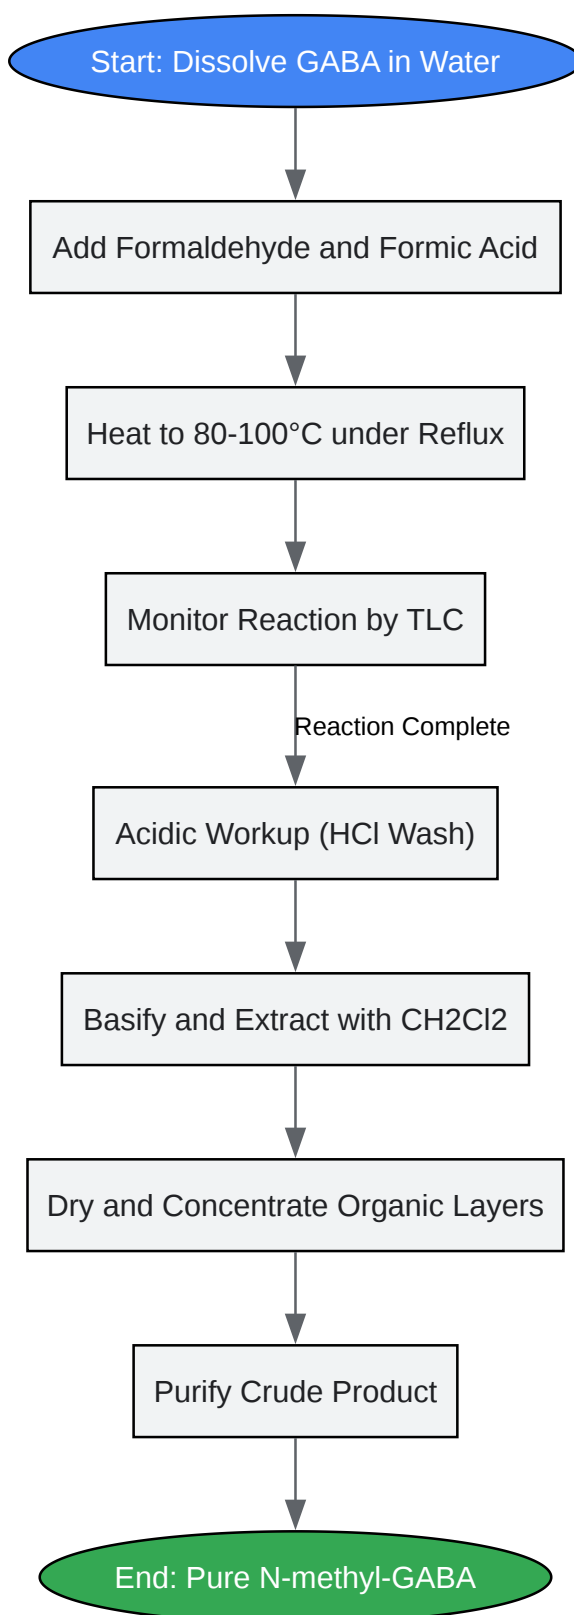 Start: Dissolve GABA in Water
Add Formaldehyde and Formic Acid
Heat to 80-100°C under Reflux
Monitor Reaction by TLC
Reaction Complete
Acidic Workup (HCl Wash)
Basify and Extract with CH2Cl2
Dry and Concentrate Organic Layers
Purify Crude Product
End: Pure N-methyl-GABA